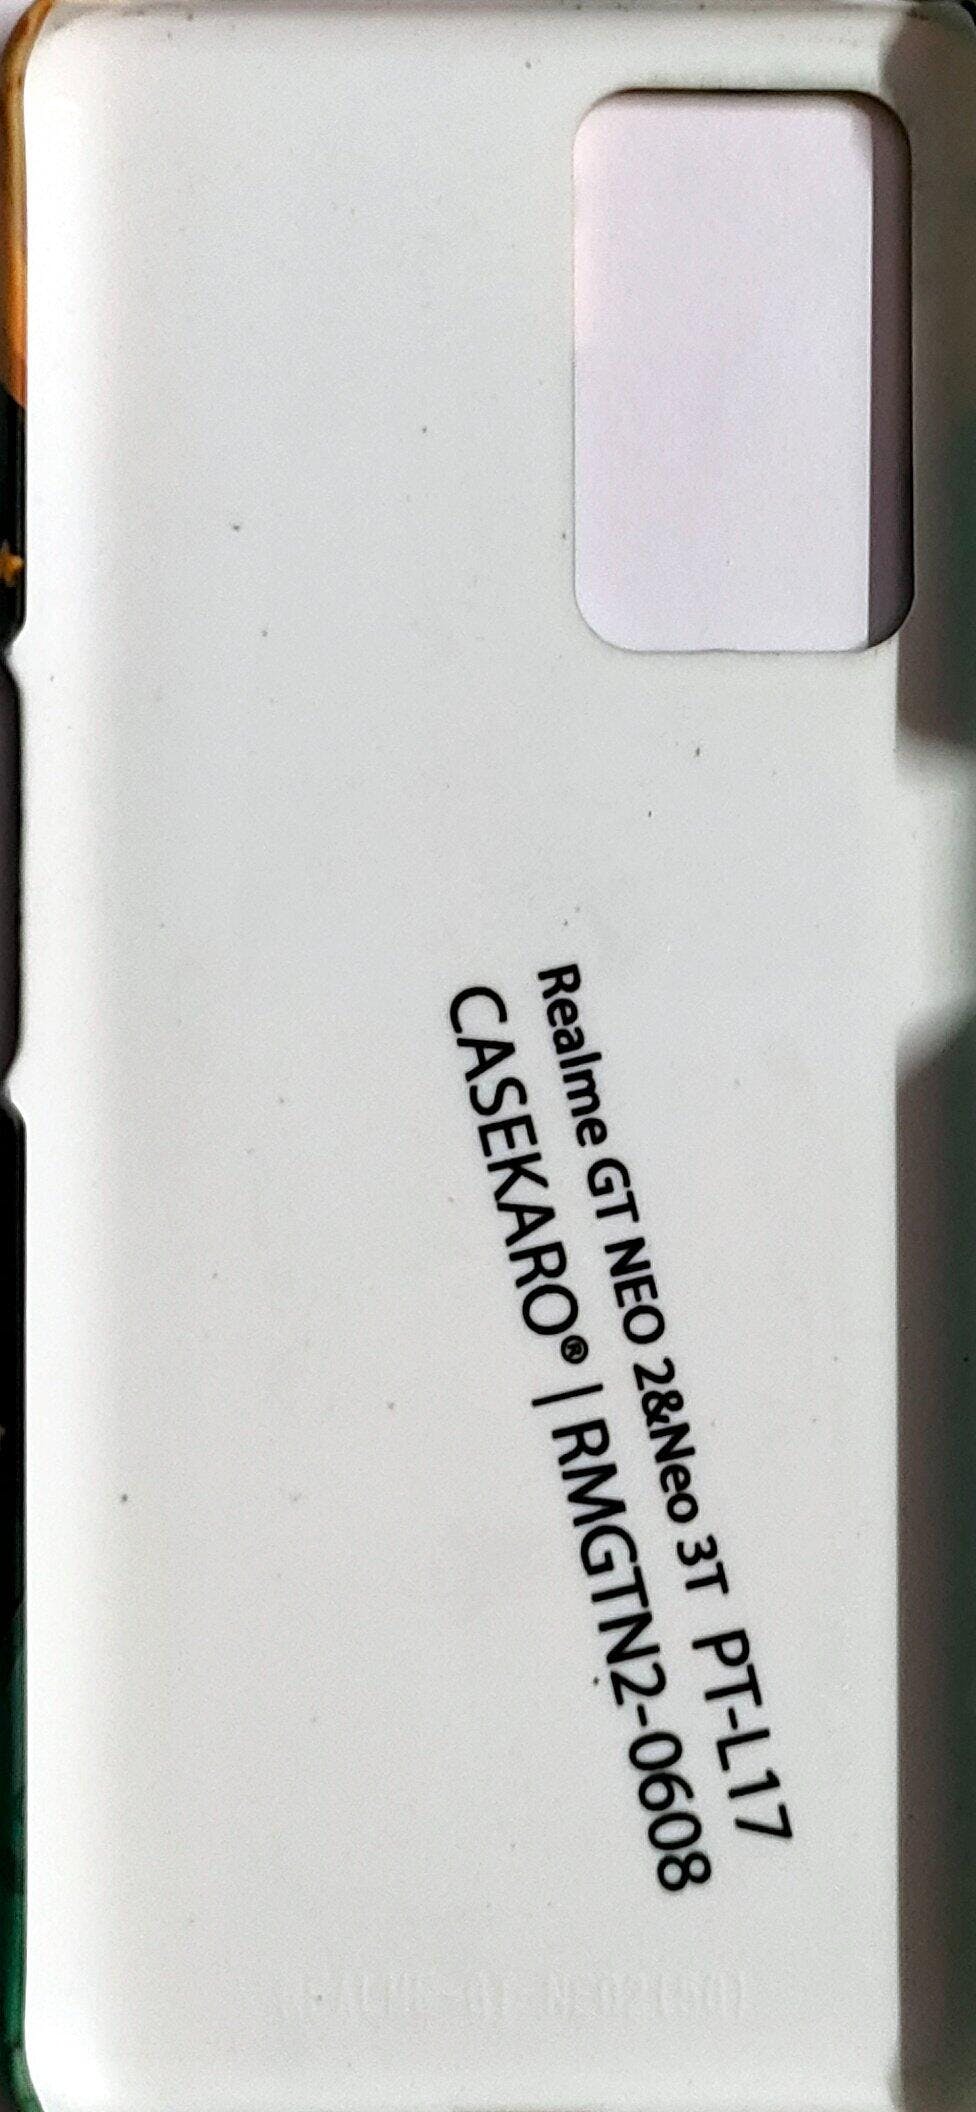 Realme GT NEO 2&Neo 3T PT-L17
CASEKARO® | RMGTN2-0608